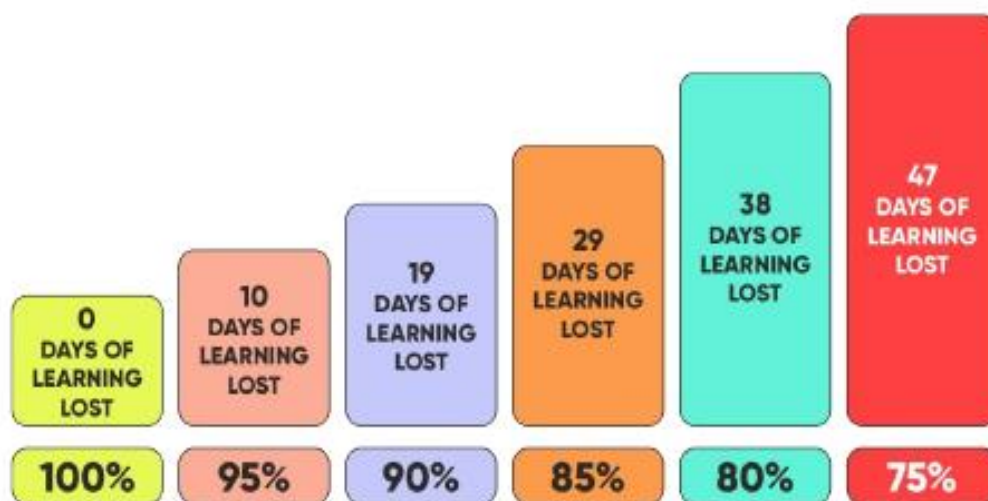 0
DAYS OF
LEARNING
LOST
10
DAYS OF
LEARNING
LOST
19
DAYS OF
LEARNING
LOST
29
DAYS OF
LEARNING
LOST
38
DAYS OF
LEARNING
LOST
47
DAYS OF
LEARNING
LOST
100%
95%
90%
85%
80%
75%